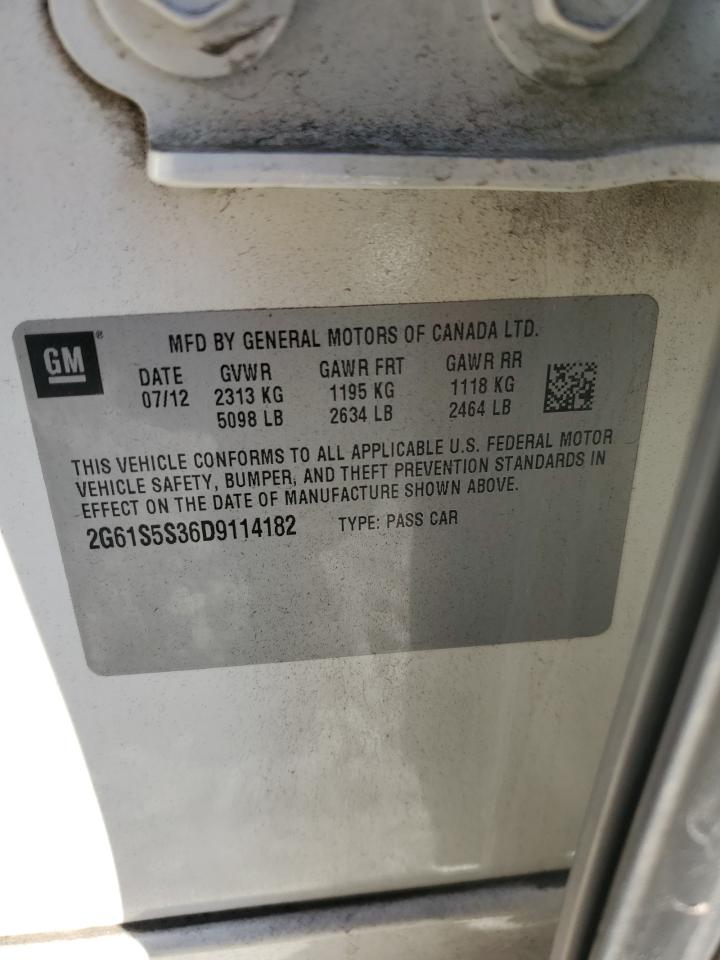 GM®
MFD BY GENERAL MOTORS OF CANADA LTD.
DATE GVWR GAWR FRT GAWR RR
07/12 2313 KG 1195 KG 1118 KG
5098 LB 2634 LB 2464 LB
THIS VEHICLE CONFORMS TO ALL APPLICABLE U.S. FEDERAL MOTOR
VEHICLE SAFETY, BUMPER, AND THEFT PREVENTION STANDARDS IN
EFFECT ON THE DATE OF MANUFACTURE SHOWN ABOVE.
2G61S5S36D9114182 TYPE: PASS CAR